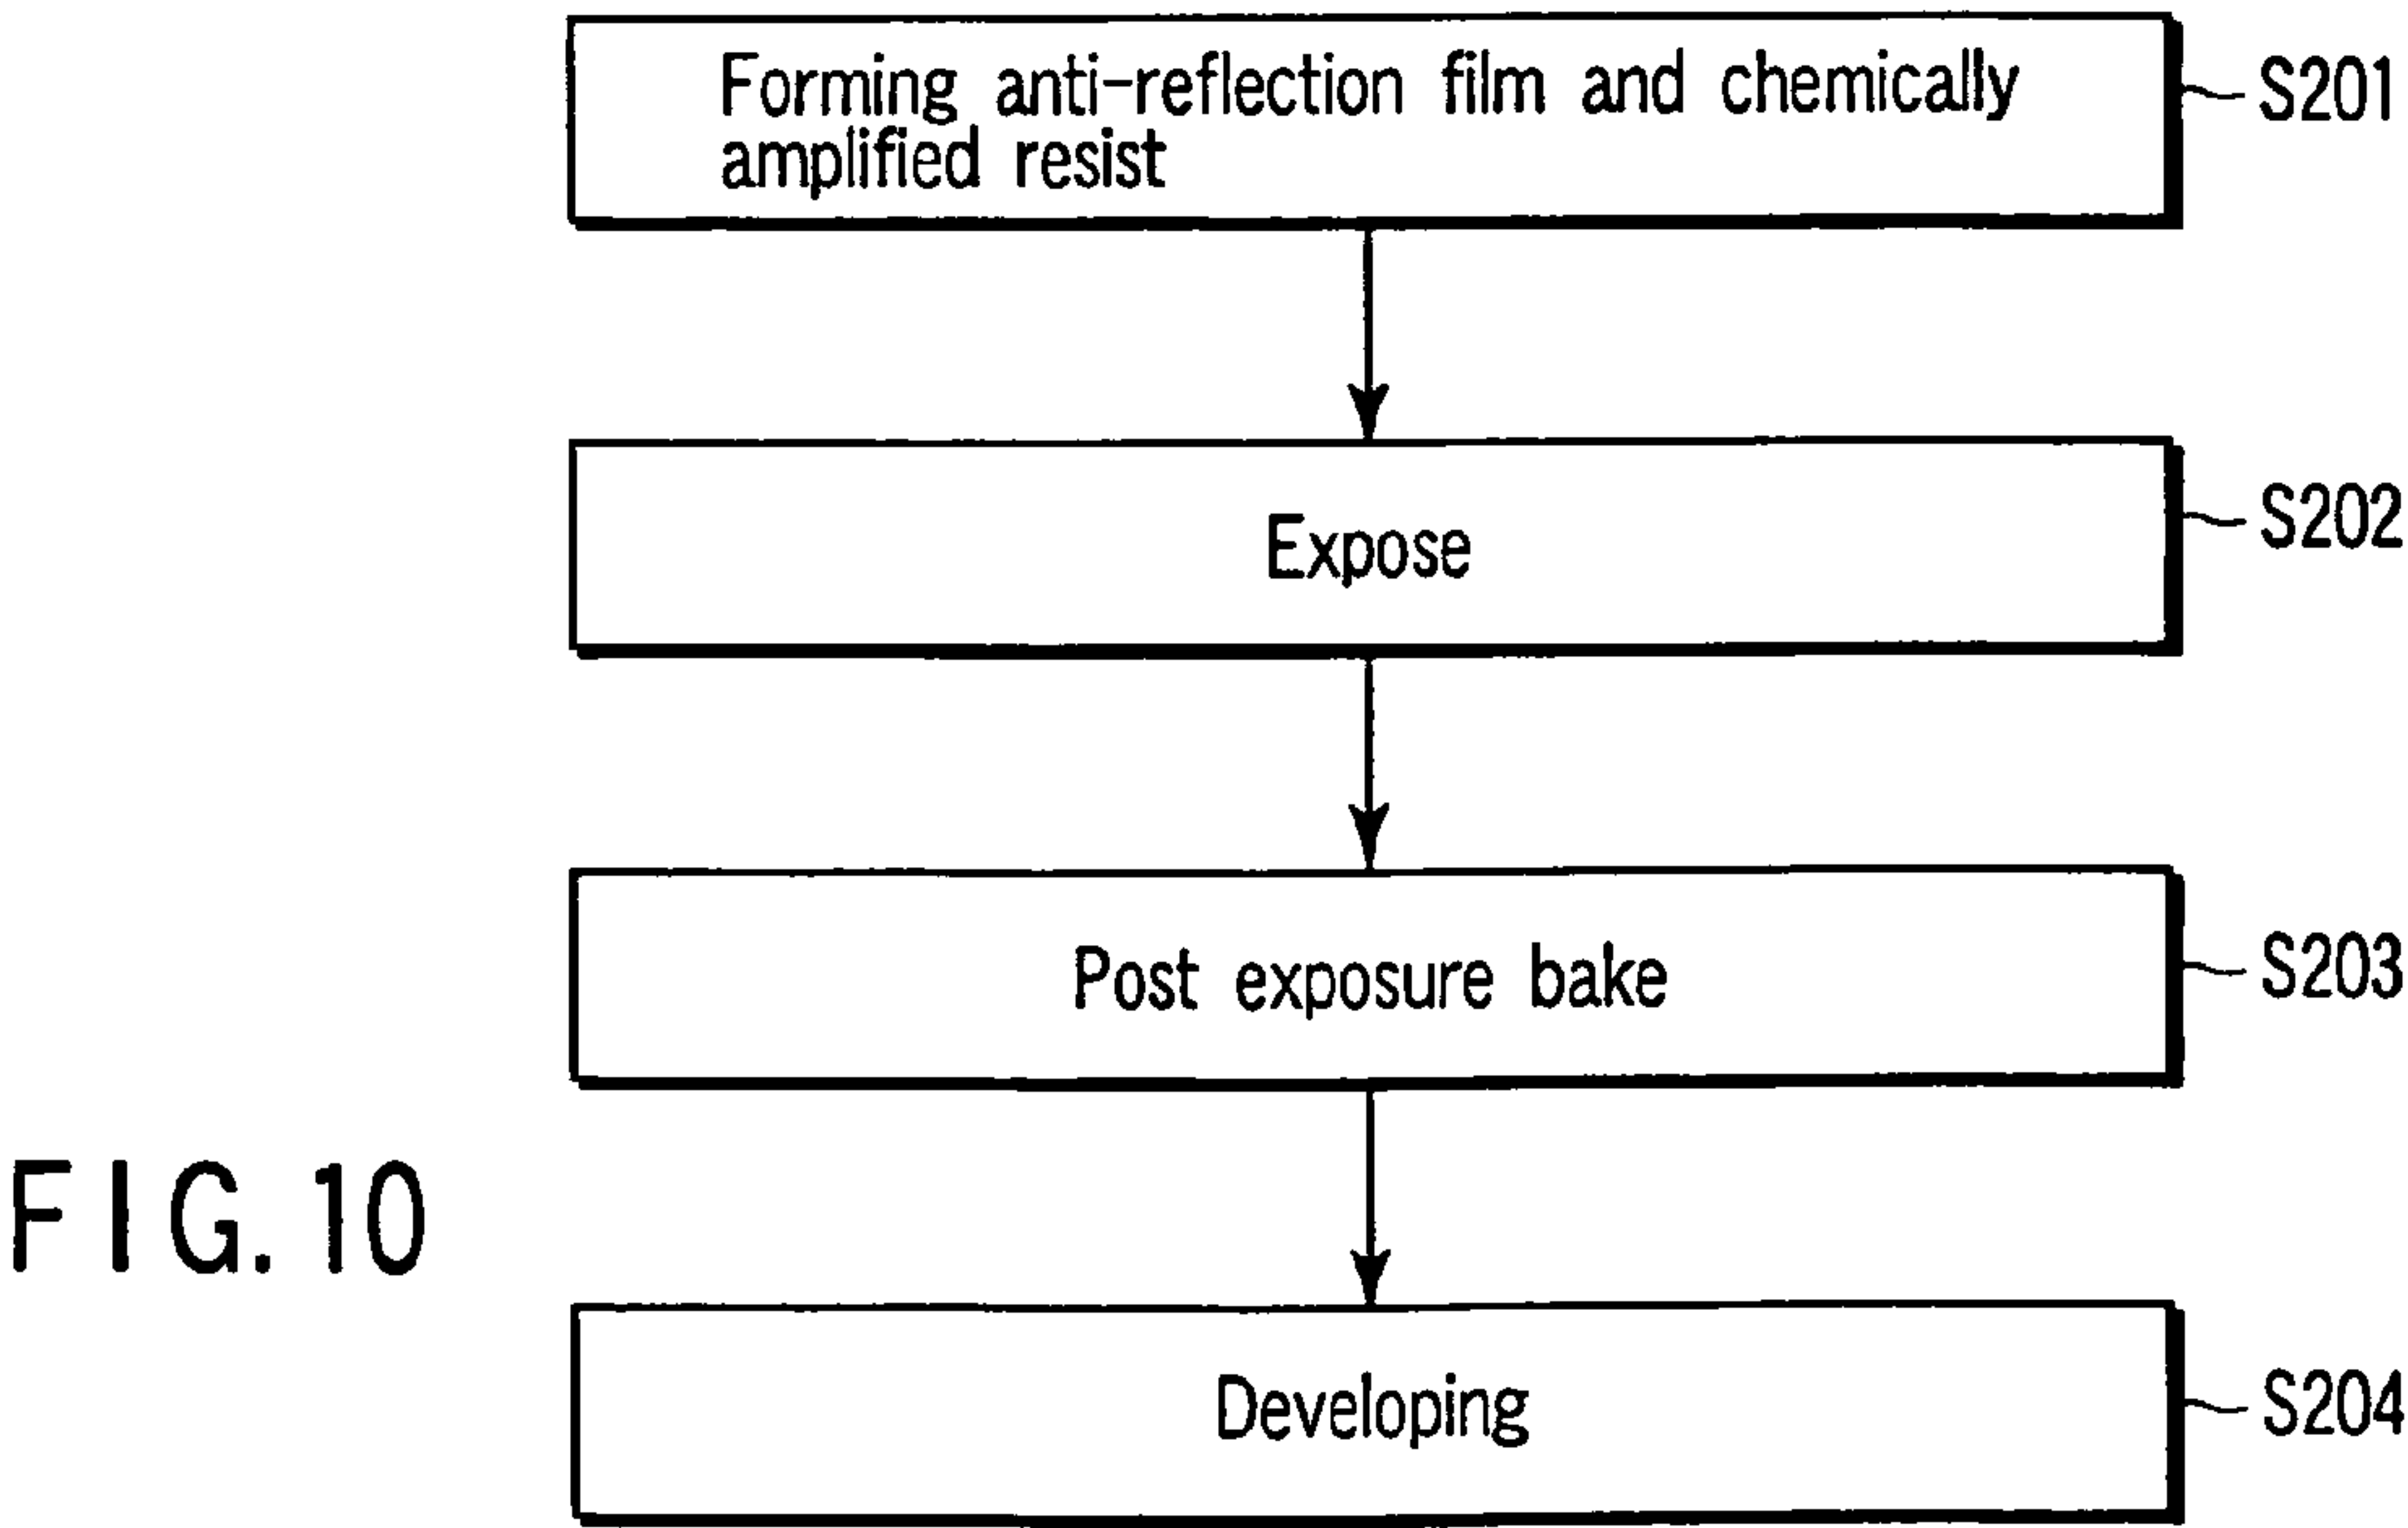 Forming anti-reflection film and chemically
amplified resist
S201
Expose
S202
Post exposure bake
S203
Developing
S204
FIG.10